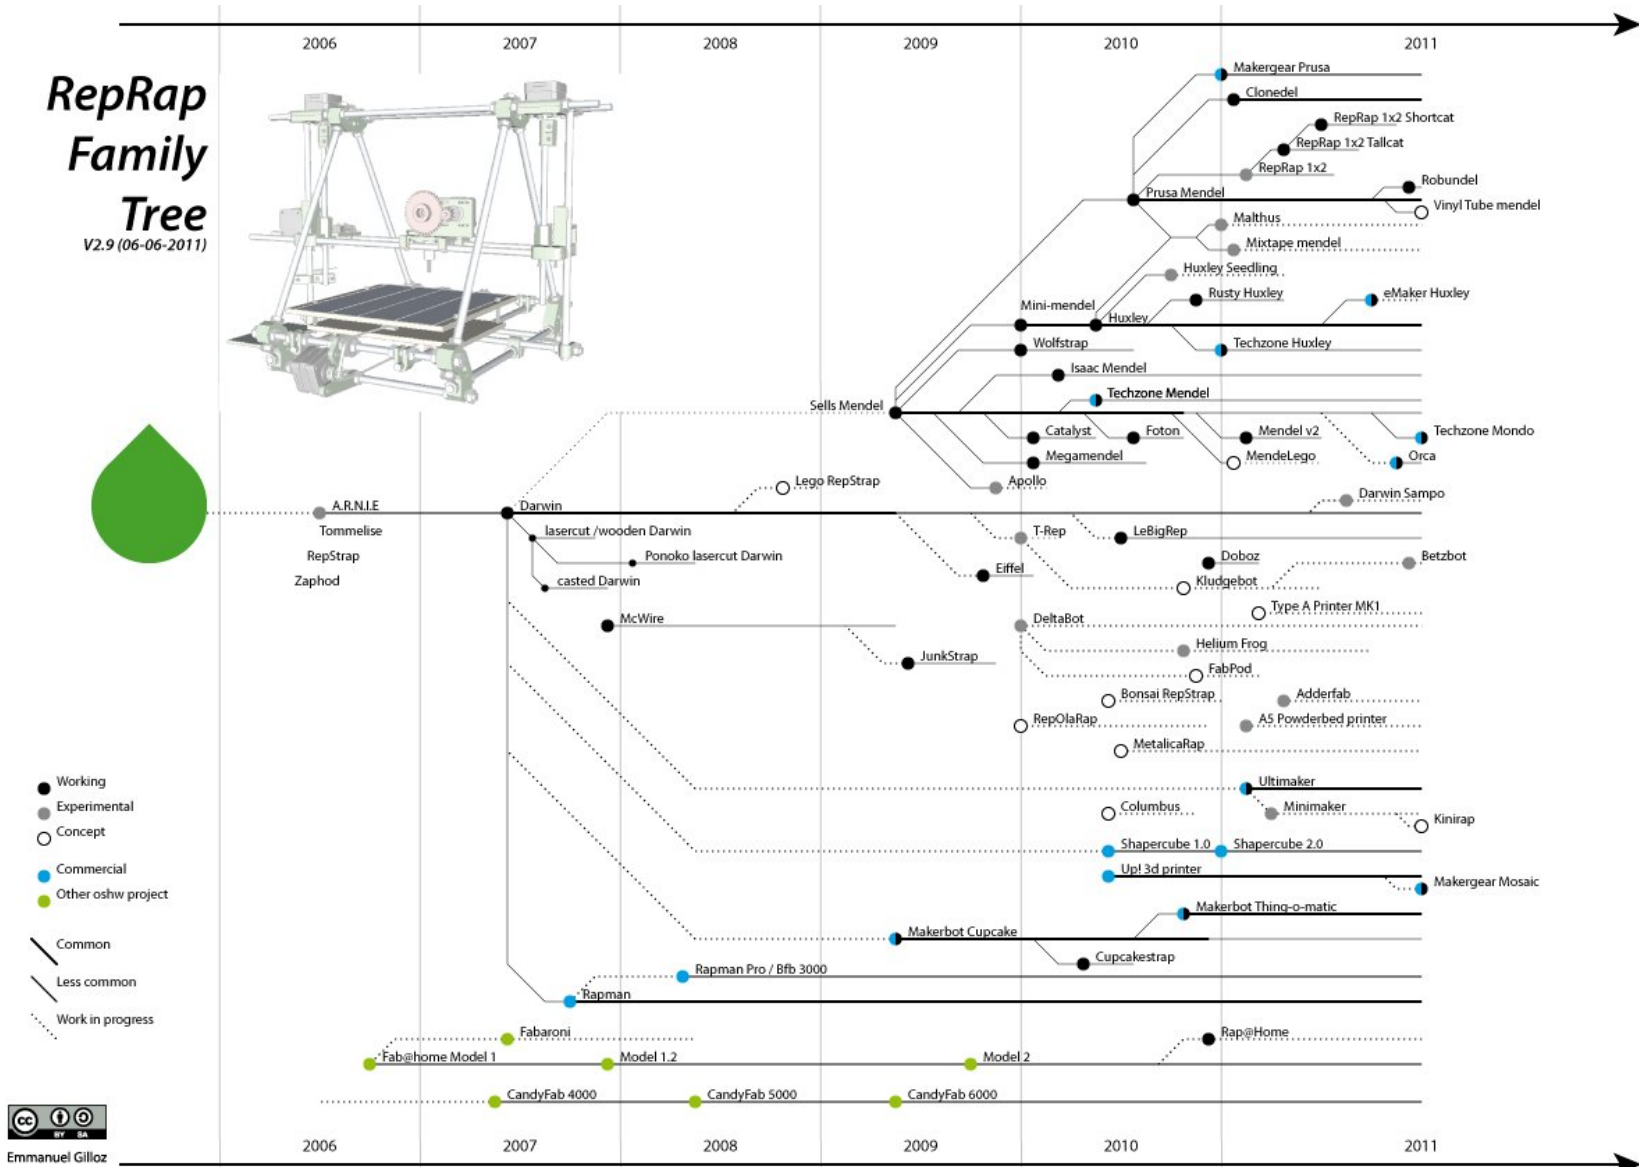 2006 2007 2008 2009 2010 2011
RepRap
Family
Tree
V2.9 (06-06-2011)
Makergear Prusa
Clonedel
RepRap 1x2 Shortcat
RepRap 1x2 Tallcat
RepRap 1x2
Robundel
Prusa Mendel
Vinyl Tube mendel
Malthus
Mixtape mendel
Huxley Seedling
Rusty Huxley
eMaker Huxley
Mini-mendel
Huxley
Wolfstrap
Techzone Huxley
Isaac Mendel
Techzone Mendel
Sells Mendel
Catalyst
Foton
Mendel v2
Techzone Mondo
Megamendel
MendeLego
Orca
Lego RepStrap
Apollo
Darwin Sampo
A.R.N.I.E
Darwin
Tommelise
lasercut /wooden Darwin
T-Rep
LeBigRep
RepStrap
Ponoko lasercut Darwin
Doboz
Betzbot
Eiffel
Zaphod
casted Darwin
Kludgebot
Type A Printer MK1
McWire
DeltaBot
Helium Frog
JunkStrap
FabPod
Bonsai RepStrap
Adderfab
RepOlaRap
A5 Powderbed printer
MetalicaRap
Working
Ultimaker
Experimental
Columbus
Minimaker
Concept
Kinirap
Shapercube 1.0
Shapercube 2.0
Commercial
Up! 3d printer
Makergear Mosaic
Other oshw project
Makerbot Thing-o-matic
Makerbot Cupcake
Common
Cupcakestrap
Rapman Pro / Bfb 3000
Less common
Rapman
Work in progress
Fabaroni
Rap@Home
Fab@home Model 1
Model 1.2
Model 2
CandyFab 4000
CandyFab 5000
CandyFab 6000
cc
BY SA
2006 2007 2008 2009 2010 2011
Emmanuel Gilloz